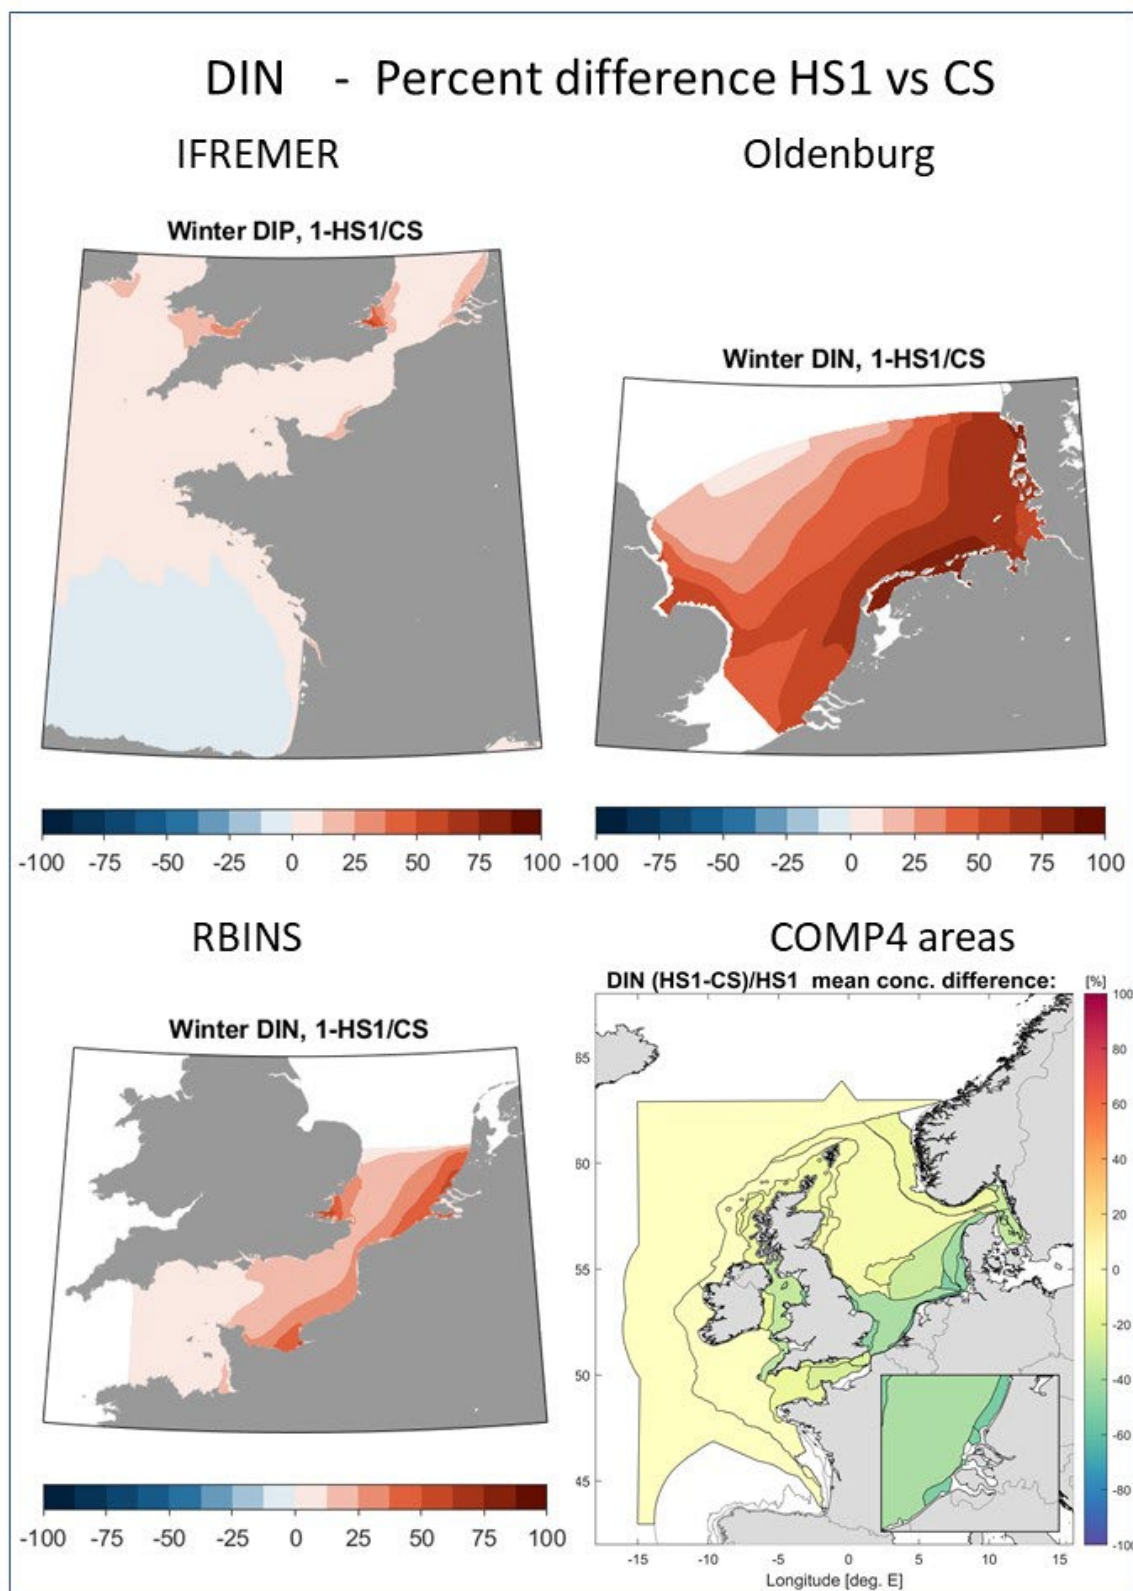 DIN - Percent difference HS1 vs CS
IFREMER
Oldenburg
Winter DIP, 1-HS1/CS
Winter DIN, 1-HS1/CS
-100 -75 -50 -25 0 25 50 75 100
-100 -75 -50 -25 0 25 50 75 100
RBINS
COMP4 areas
DIN (HS1-CS)/HS1 mean conc. difference: [%]
Winter DIN, 1-HS1/CS
100
80
60
40
20
0
-20
-40
-60
-80
-100
65
60
55
50
45
-100 -75 -50 -25 0 25 50 75 100
-15 -10 -5 0 5 10 15
Longitude [deg. E]